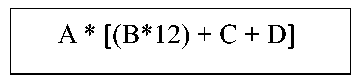 A * [(B*12) + C + D]